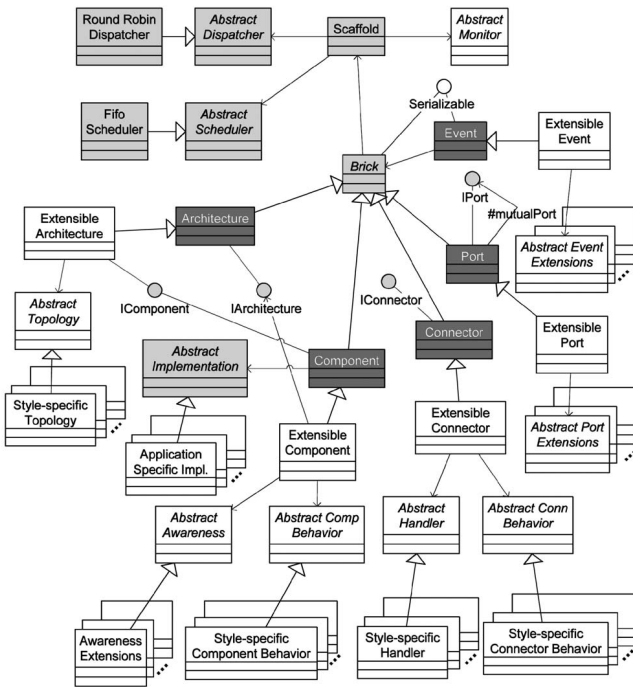 Round Robin
Dispatcher
Abstract
Dispatcher
Scaffold
Abstract
Monitor
Fifo
Scheduler
Abstract
Scheduler
Serializable
Event
Extensible
Event
Brick
IPort
#mutualPort
Extensible
Architecture
Architecture
Port
Abstract Event
Extensions
Abstract
Topology
IComponent
IArchitecture
IConnector
Connector
Extensible
Port
Abstract
Implementation
Component
Style-specific
Topology
Application
Specific Impl.
Extensible
Component
Extensible
Connector
Abstract Port
Extensions
Abstract
Awareness
Abstract Comp
Behavior
Abstract
Handler
Abstract Conn
Behavior
Awareness
Extensions
Style-specific
Component Behavior
Style-specific
Handler
Style-specific
Connector Behavior